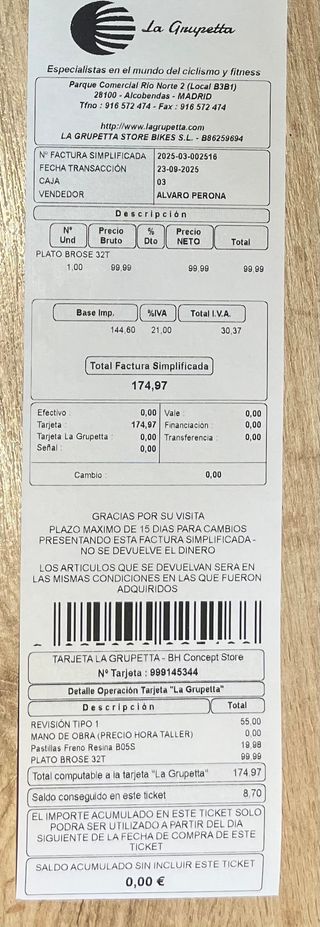 La Grupetta
Especialistas en el mundo del ciclismo y fitness
Parque Comercial Río Norte 2 (Local B3B1)
28100 - Alcobendas - MADRID
Tfno : 916 572 474 - Fax : 916 572 474
http://www.lagrupetta.com
LA GRUPETTA STORE BIKES S.L. - B86259694
Nº FACTURA SIMPLIFICADA 2025-03-002516
FECHA TRANSACCIÓN 23-09-2025
CAJA 03
VENDEDOR ALVARO PERONA
Descripción
Nº Und Precio Bruto % Dto Precio NETO Total
PLATO BROSE 32T
1,00 99,99 99,99 99,99
Base Imp. %IVA Total I.V.A.
144,60 21,00 30,37
Total Factura Simplificada
174,97
Efectivo : 0,00 Vale : 0,00
Tarjeta : 174,97 Financiación : 0,00
Tarjeta La Grupetta : 0,00 Transferencia : 0,00
Señal : 0,00
Cambio : 0,00
GRACIAS POR SU VISITA
PLAZO MAXIMO DE 15 DIAS PARA CAMBIOS
PRESENTANDO ESTA FACTURA SIMPLIFICADA -
NO SE DEVUELVE EL DINERO
LOS ARTICULOS QUE SE DEVUELVAN SERA EN
LAS MISMAS CONDICIONES EN LAS QUE FUERON
ADQUIRIDOS
TARJETA LA GRUPETTA - BH Concept Store
Nº Tarjeta : 999145344
Detalle Operación Tarjeta "La Grupetta"
Descripción Total
REVISIÓN TIPO 1 55,00
MANO DE OBRA (PRECIO HORA TALLER) 0,00
Pastillas Freno Resina B05S 19,98
PLATO BROSE 32T 99,99
Total computable a la tarjeta "La Grupetta" 174,97
Saldo conseguido en este ticket 8,70
EL IMPORTE ACUMULADO EN ESTE TICKET SOLO
PODRA SER UTILIZADO A PARTIR DEL DIA
SIGUIENTE DE LA FECHA DE COMPRA DE ESTE
TICKET
SALDO ACUMULADO SIN INCLUIR ESTE TICKET
0,00 €